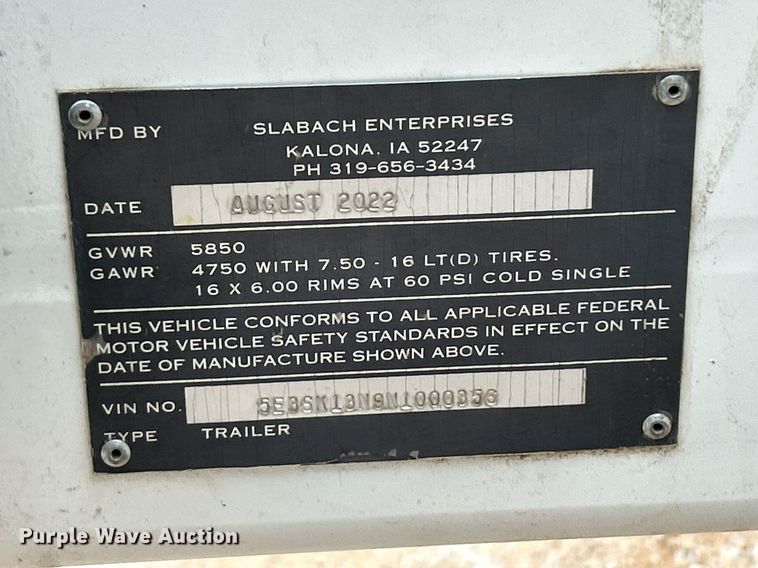 MFD BY SLABACH ENTERPRISES
KALONA, IA 52247
PH 319-656-3434
DATE AUGUST 2022
GVWR 5850
GAWR 4750 WITH 7.50 - 16 LT(D) TIRES.
16 X 6.00 RIMS AT 60 PSI COLD SINGLE
THIS VEHICLE CONFORMS TO ALL APPLICABLE FEDERAL
MOTOR VEHICLE SAFETY STANDARDS IN EFFECT ON THE
DATE OF MANUFACTURE SHOWN ABOVE.
VIN NO.
TYPE TRAILER
Purple Wave Auction